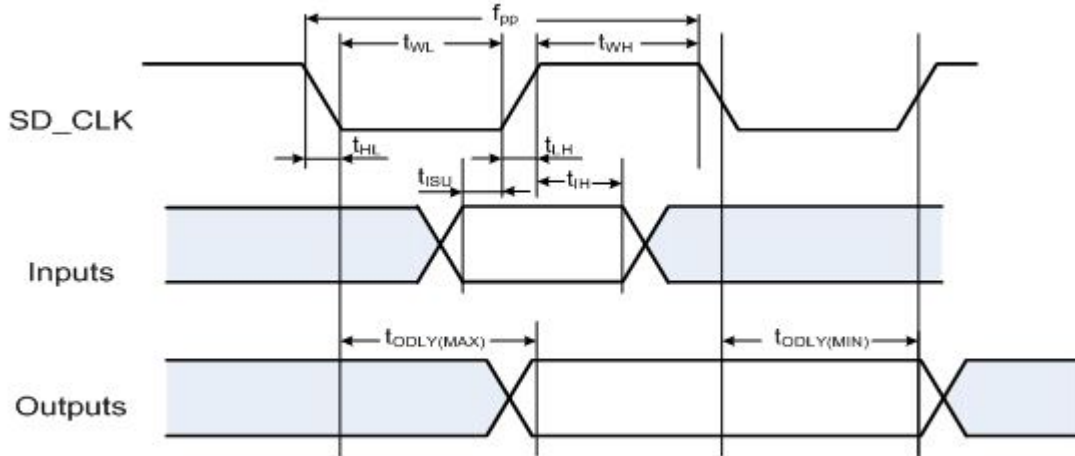 fpp
tWL
tWH
SD_CLK
tHL
tLH
tISU
tIH
Inputs
tODLY(MAX)
tODLY(MIN)
Outputs